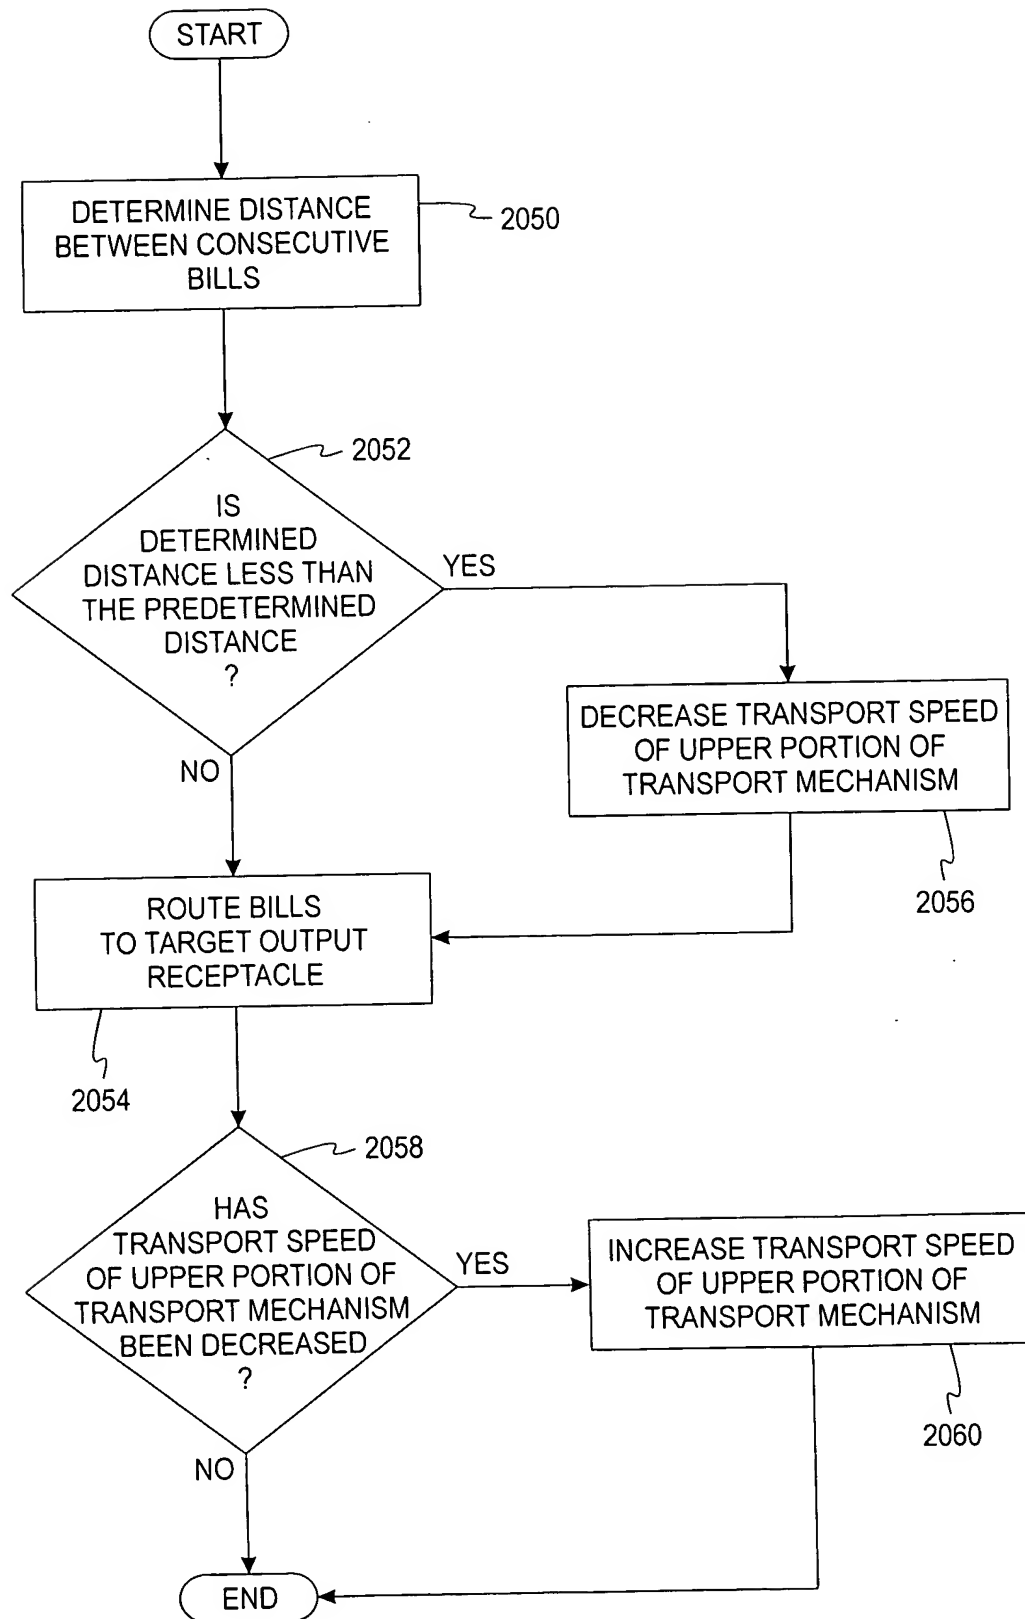 START
DETERMINE DISTANCE
BETWEEN CONSECUTIVE
BILLS
2050
2052
IS
DETERMINED
DISTANCE LESS THAN
THE PREDETERMINED
DISTANCE
?
YES
NO
DECREASE TRANSPORT SPEED
OF UPPER PORTION OF
TRANSPORT MECHANISM
2056
ROUTE BILLS
TO TARGET OUTPUT
RECEPTACLE
2054
2058
HAS
TRANSPORT SPEED
OF UPPER PORTION OF
TRANSPORT MECHANISM
BEEN DECREASED
?
YES
NO
INCREASE TRANSPORT SPEED
OF UPPER PORTION OF
TRANSPORT MECHANISM
2060
END